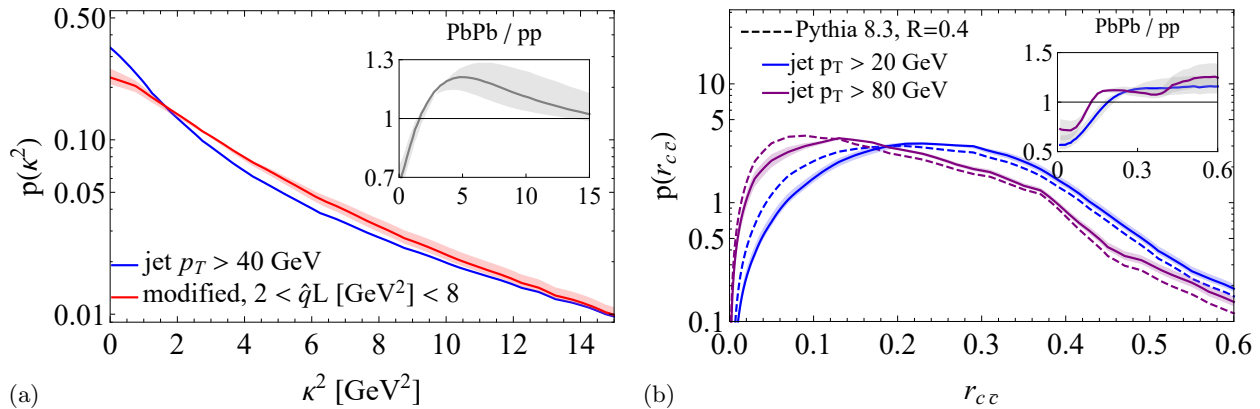 0.50
0.10
0.05
0.01
p(κ²)
PbPb / pp
1.3
1
0.7
0 5 10 15
jet p_T > 40 GeV
modified, 2 < q̂L [GeV²] < 8
0 2 4 6 8 10 12 14
κ² [GeV²]
(a)
10
5
1
0.5
0.1
p(r_{c c̄})
Pythia 8.3, R=0.4
jet p_T > 20 GeV
jet p_T > 80 GeV
PbPb / pp
1.5
1
0.5
0 0.3 0.6
0.0 0.1 0.2 0.3 0.4 0.5 0.6
r_{c c̄}
(b)